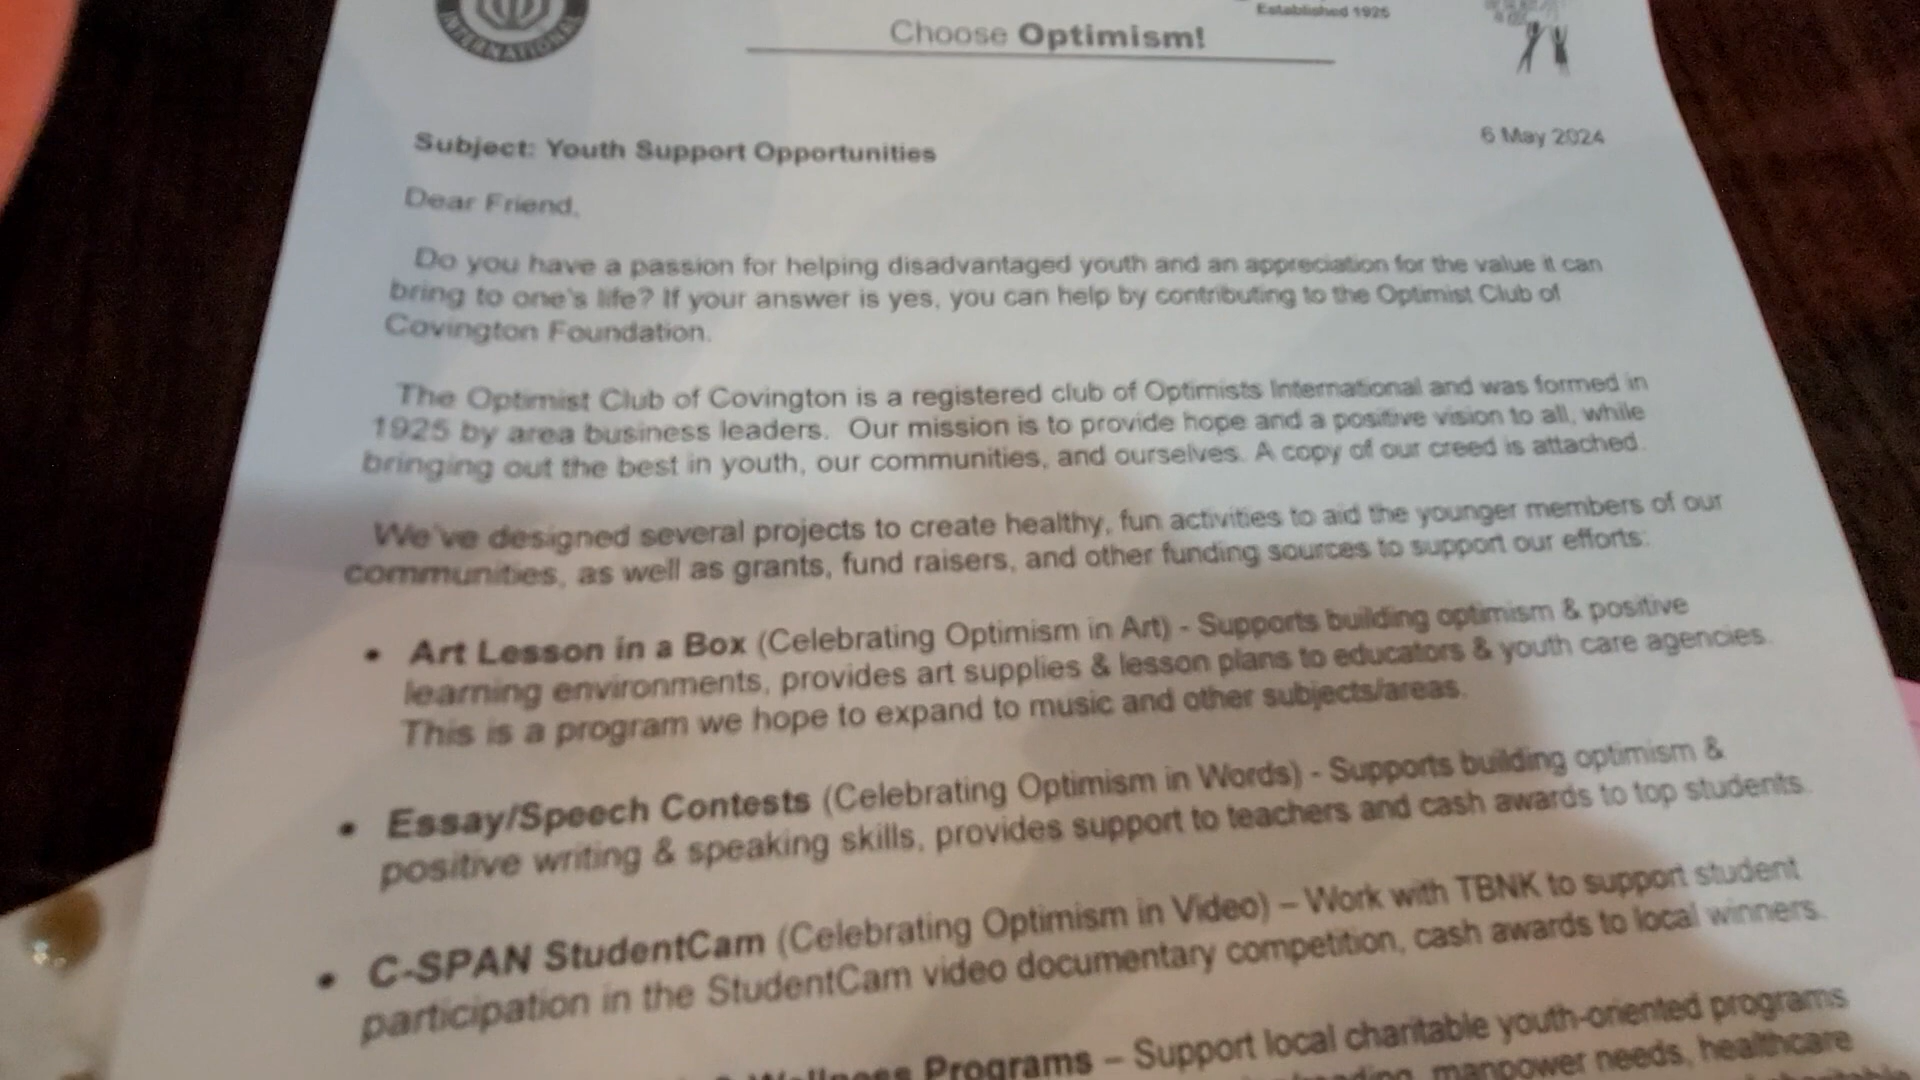 INTERNATIONAL
Established 1925
Choose Optimism!
6 May 2024
Subject: Youth Support Opportunities
Dear Friend,
Do you have a passion for helping disadvantaged youth and an appreciation for the value it can
bring to one's life? If your answer is yes, you can help by contributing to the Optimist Club of
Covington Foundation.
The Optimist Club of Covington is a registered club of Optimists International and was formed in
1925 by area business leaders. Our mission is to provide hope and a positive vision to all, while
bringing out the best in youth, our communities, and ourselves. A copy of our creed is attached.
We've designed several projects to create healthy, fun activities to aid the younger members of our
communities, as well as grants, fund raisers, and other funding sources to support our efforts:
• Art Lesson in a Box (Celebrating Optimism in Art) - Supports building optimism & positive
learning environments, provides art supplies & lesson plans to educators & youth care agencies.
This is a program we hope to expand to music and other subjects/areas.
• Essay/Speech Contests (Celebrating Optimism in Words) - Supports building optimism &
positive writing & speaking skills, provides support to teachers and cash awards to top students.
• C-SPAN StudentCam (Celebrating Optimism in Video) – Work with TBNK to support student
participation in the StudentCam video documentary competition, cash awards to local winners.
Wellness Programs – Support local charitable youth-oriented programs
manpower needs, healthcare